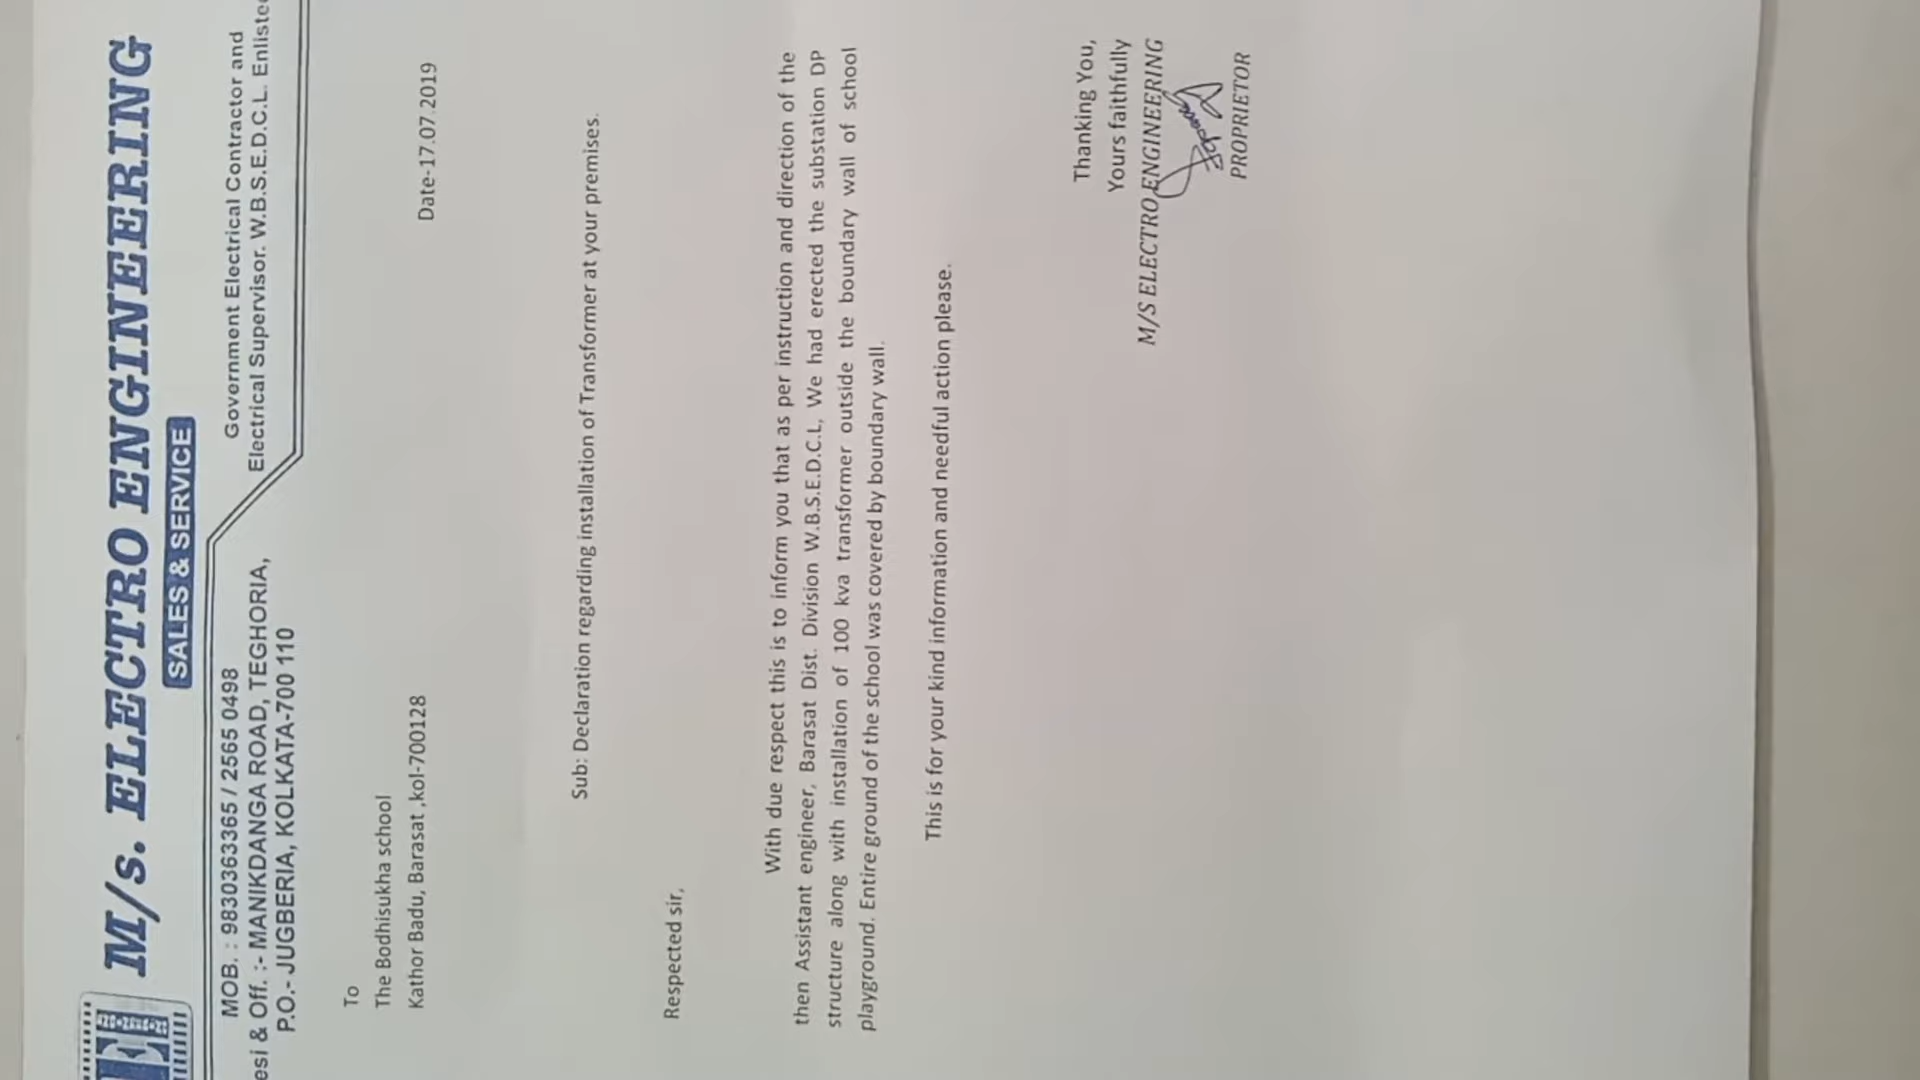 M/s. ELECTRO ENGINEERING
SALES & SERVICE
MOB. : 9830363365 / 2565 0498
esi & Off. :- MANIKDANGA ROAD, TEGHORIA,
P.O.- JUGBERIA, KOLKATA-700 110
Government Electrical Contractor and
Electrical Supervisor. W.B.S.E.D.C.L. Enlisted
To
The Bodhisukha school
Kathor Badu, Barasat ,kol-700128
Date-17.07.2019
Sub: Declaration regarding installation of Transformer at your premises.
Respected sir,
With due respect this is to inform you that as per instruction and direction of the
then Assistant engineer, Barasat Dist. Division W.B.S.E.D.C.L, We had erected the substation DP
structure along with installation of 100 kva transformer outside the boundary wall of school
playground. Entire ground of the school was covered by boundary wall.
This is for your kind information and needful action please.
Thanking You,
Yours faithfully
M/S ELECTRO ENGINEERING
PROPRIETOR